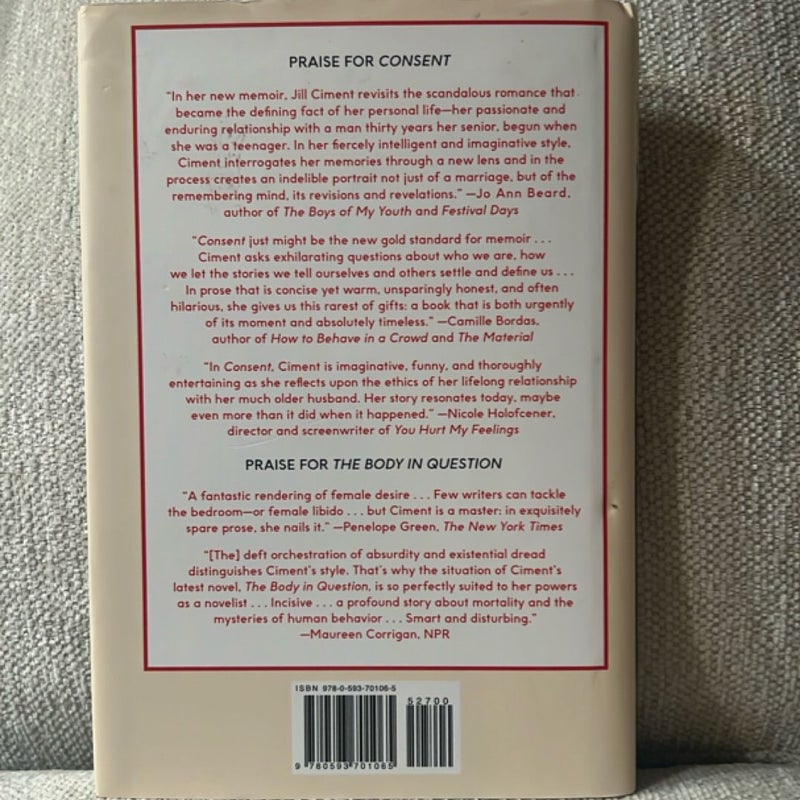 PRAISE FOR CONSENT
“In her new memoir, Jill Ciment revisits the scandalous romance that
became the defining fact of her personal life—her passionate and
enduring relationship with a man thirty years her senior, begun when
she was a teenager. In her fiercely intelligent and imaginative style,
Ciment interrogates her memories through a new lens and in the
process creates an indelible portrait not just of a marriage, but of the
remembering mind, its revisions and revelations.” —Jo Ann Beard,
author of The Boys of My Youth and Festival Days
“Consent just might be the new gold standard for memoir . . .
Ciment asks exhilarating questions about who we are, how
we let the stories we tell ourselves and others settle and define us . . .
In prose that is concise yet warm, unsparingly honest, and often
hilarious, she gives us this rarest of gifts: a book that is both urgently
of its moment and absolutely timeless.” —Camille Bordas,
author of How to Behave in a Crowd and The Material
“In Consent, Ciment is imaginative, funny, and thoroughly
entertaining as she reflects upon the ethics of her lifelong relationship
with her much older husband. Her story resonates today, maybe
even more than it did when it happened.” —Nicole Holofcener,
director and screenwriter of You Hurt My Feelings
PRAISE FOR THE BODY IN QUESTION
“A fantastic rendering of female desire . . . Few writers can tackle
the bedroom—or female libido . . . but Ciment is a master: in exquisitely
spare prose, she nails it.” —Penelope Green, The New York Times
“[The] deft orchestration of absurdity and existential dread
distinguishes Ciment’s style. That’s why the situation of Ciment’s
latest novel, The Body in Question, is so perfectly suited to her powers
as a novelist . . . Incisive . . . a profound story about mortality and the
mysteries of human behavior . . . Smart and disturbing.”
—Maureen Corrigan, NPR
ISBN 978-0-593-70106-5
52700
9 780593 701065